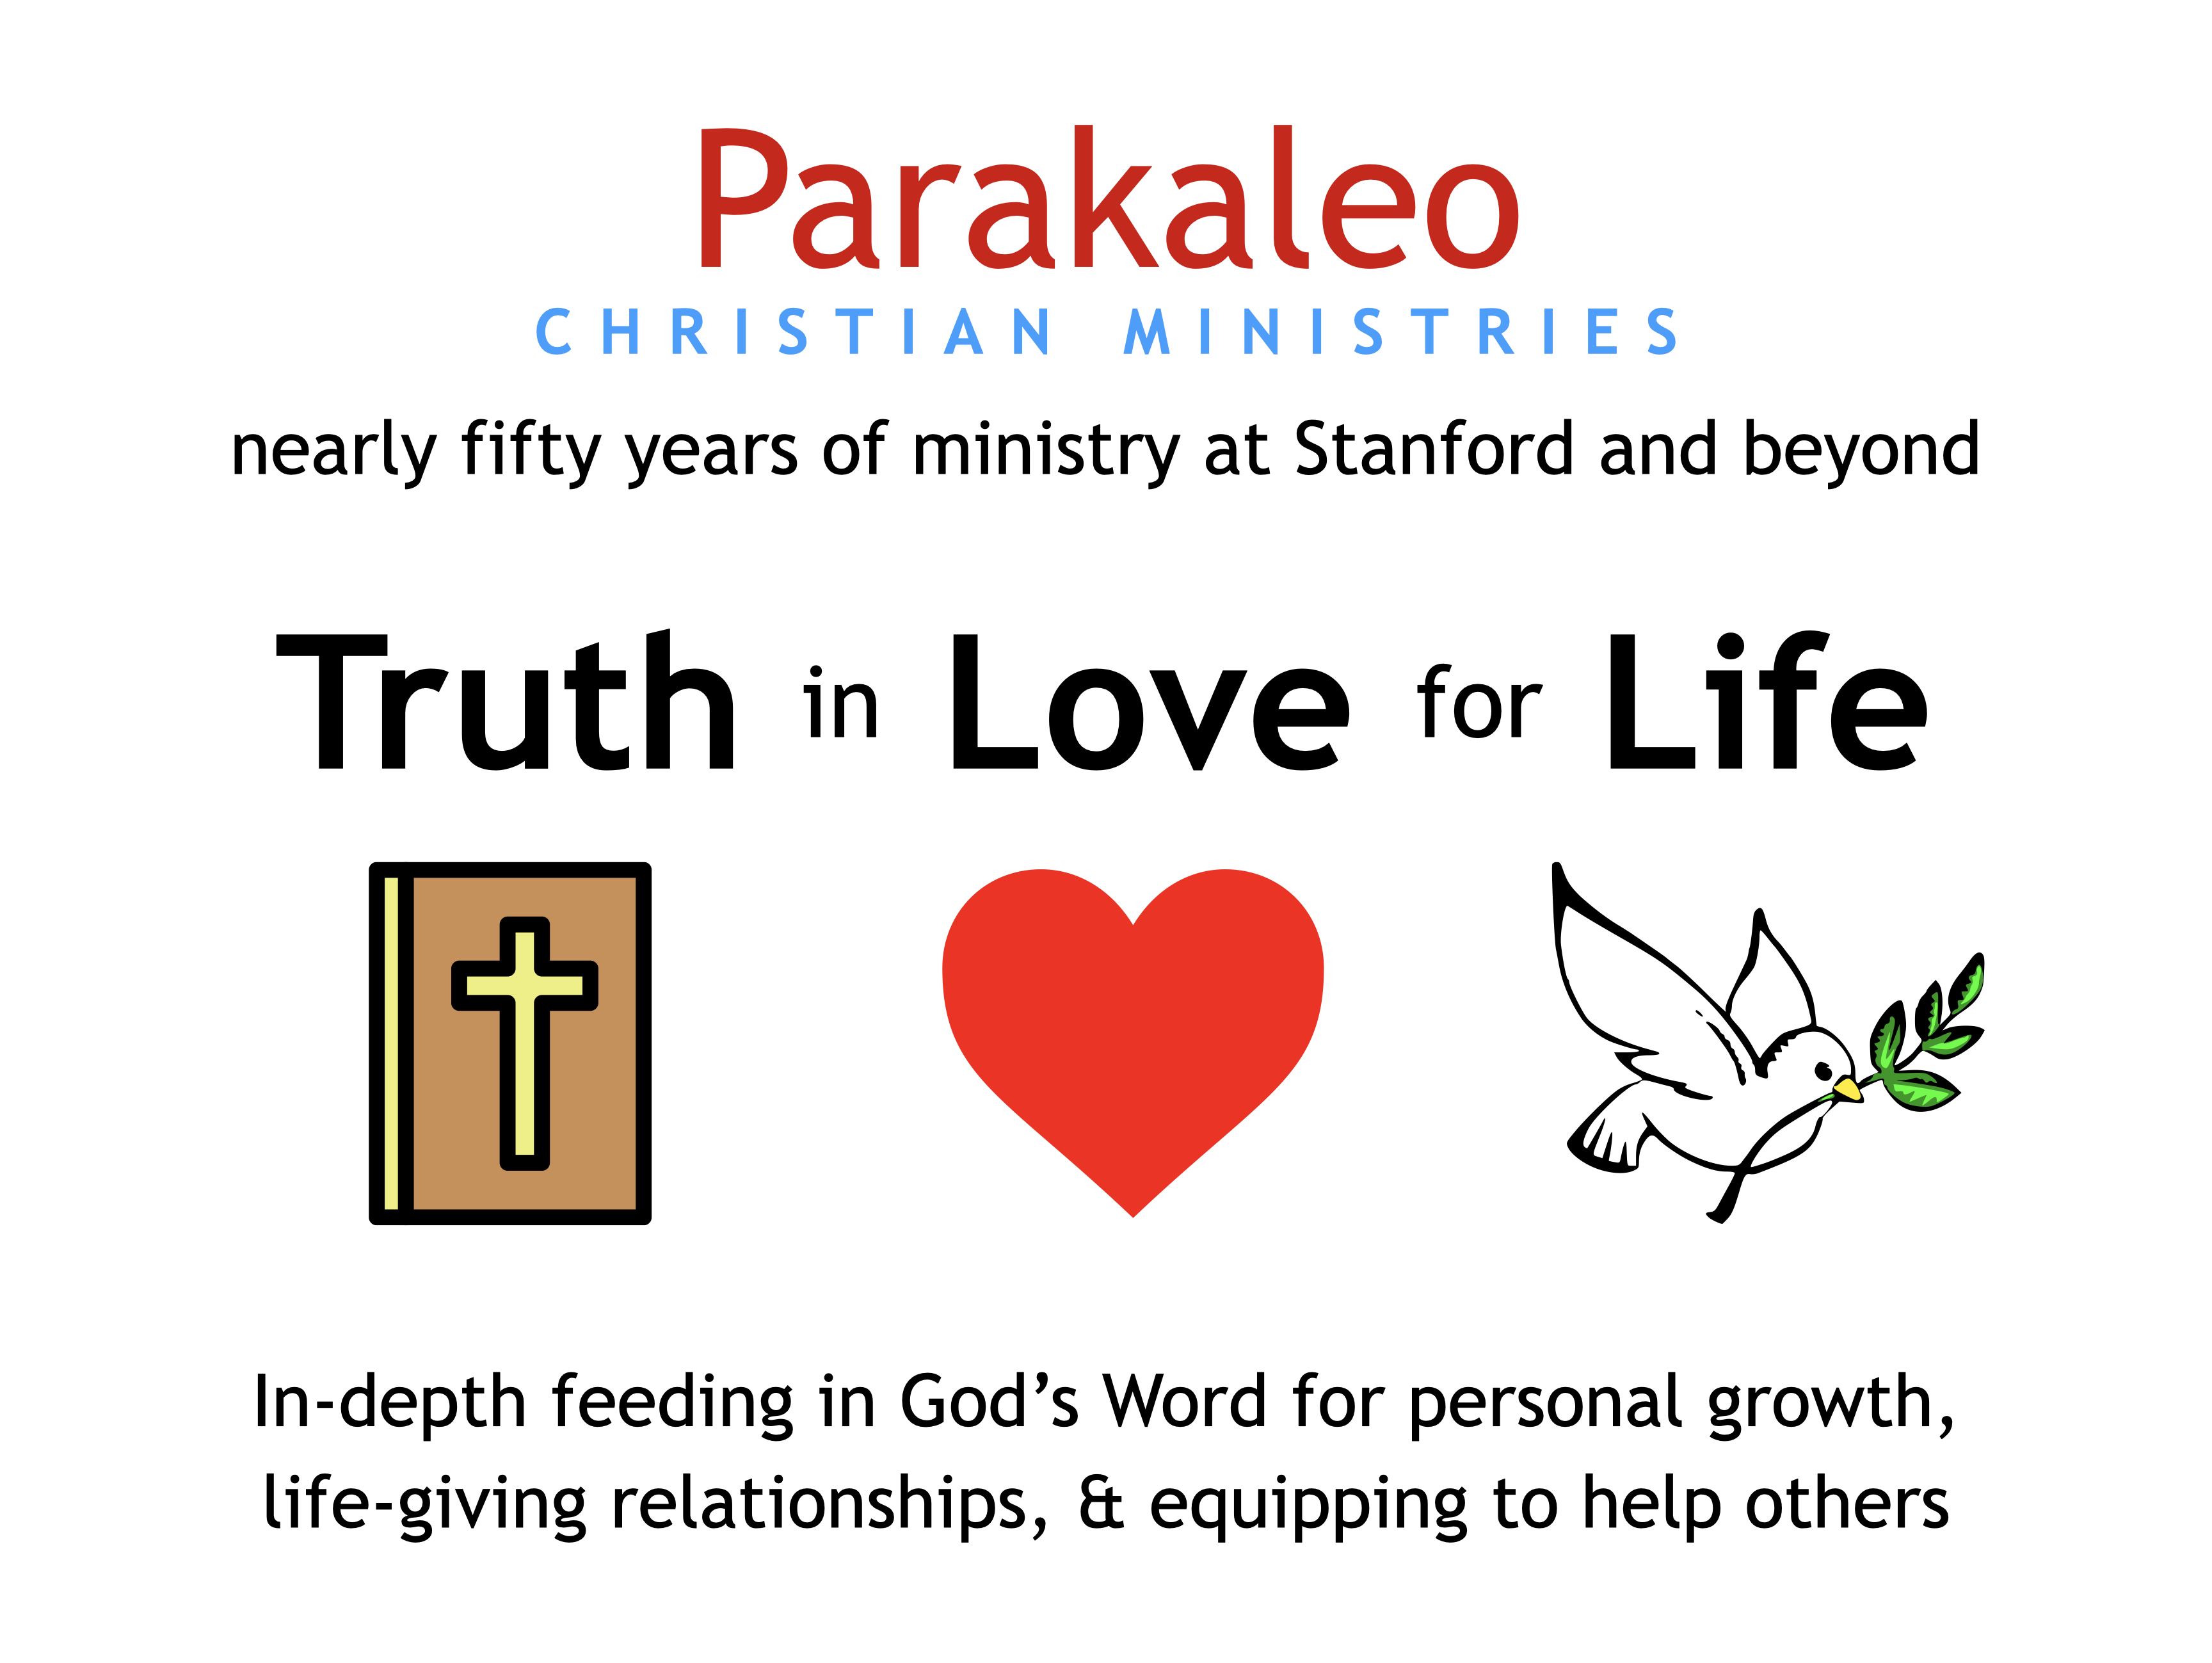 Parakaleo
CHRISTIAN MINISTRIES
nearly fifty years of ministry at Stanford and beyond
Truth in Love for Life
In-depth feeding in God’s Word for personal growth,
life-giving relationships, & equipping to help others